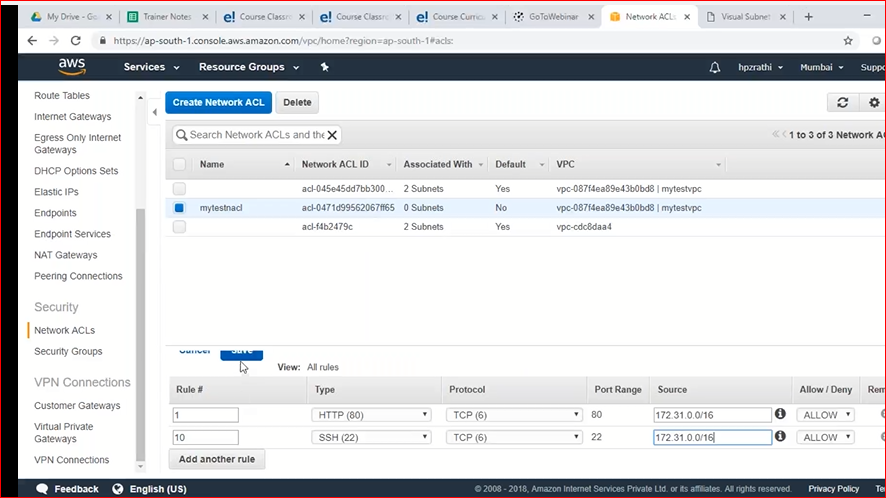 My Drive - Go
Trainer Notes
Course Classro
Course Classro
Course Curricu
GoToWebinar
Network ACLs
Visual Subnet
https://ap-south-1.console.aws.amazon.com/vpc/home?region=ap-south-1#acls:
aws
Services
Resource Groups
hpzrathi
Mumbai
Suppo
Route Tables
Internet Gateways
Egress Only Internet
Gateways
DHCP Options Sets
Elastic IPs
Endpoints
Endpoint Services
NAT Gateways
Peering Connections
Security
Network ACLs
Security Groups
VPN Connections
Customer Gateways
Virtual Private
Gateways
VPN Connections
Create Network ACL
Delete
Search Network ACLs and the
1 to 3 of 3 Network A
Name Network ACL ID Associated With Default VPC
acl-045e45dd7bb300... 2 Subnets Yes vpc-087f4ea89e43b0bd8 | mytestvpc
mytestnacl acl-0471d99562067ff65 0 Subnets No vpc-087f4ea89e43b0bd8 | mytestvpc
acl-f4b2479c 2 Subnets Yes vpc-cdc8daa4
Cancel Save
View: All rules
Rule # Type Protocol Port Range Source Allow / Deny Rem
1 HTTP (80) TCP (6) 80 172.31.0.0/16 ALLOW
10 SSH (22) TCP (6) 22 172.31.0.0/16 ALLOW
Add another rule
Feedback English (US)
© 2008 - 2018, Amazon Internet Services Private Ltd. or its affiliates. All rights reserved. Privacy Policy Te